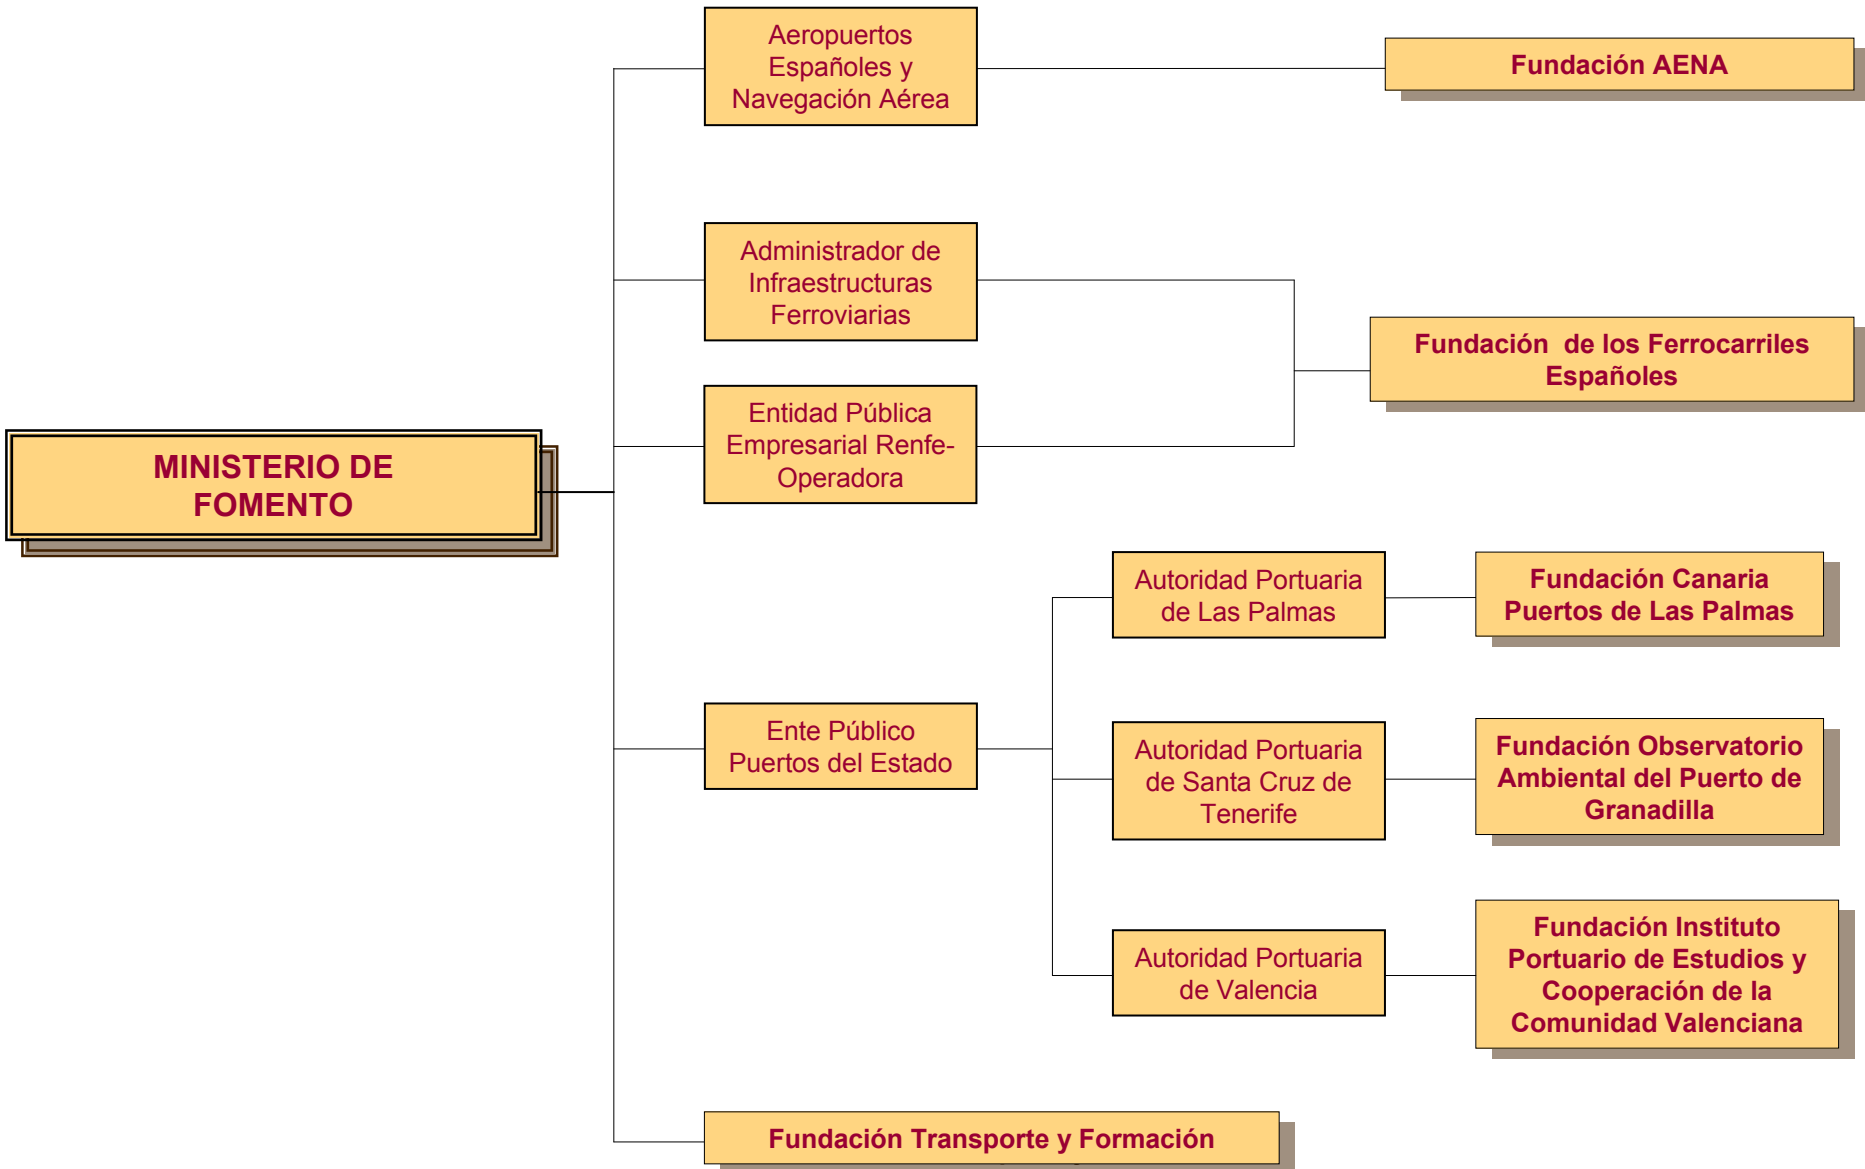 Aeropuertos
Españoles y
Navegación Aérea
Fundación AENA
Administrador de
Infraestructuras
Ferroviarias
Fundación  de los Ferrocarriles
Españoles
Entidad Pública
Empresarial Renfe-
Operadora
MINISTERIO DE
FOMENTO
Autoridad Portuaria
de Las Palmas
Fundación Canaria
Puertos de Las Palmas
Ente Público
Puertos del Estado
Autoridad Portuaria
de Santa Cruz de
Tenerife
Fundación Observatorio
Ambiental del Puerto de
Granadilla
Autoridad Portuaria
de Valencia
Fundación Instituto
Portuario de Estudios y
Cooperación de la
Comunidad Valenciana
Fundación Transporte y Formación